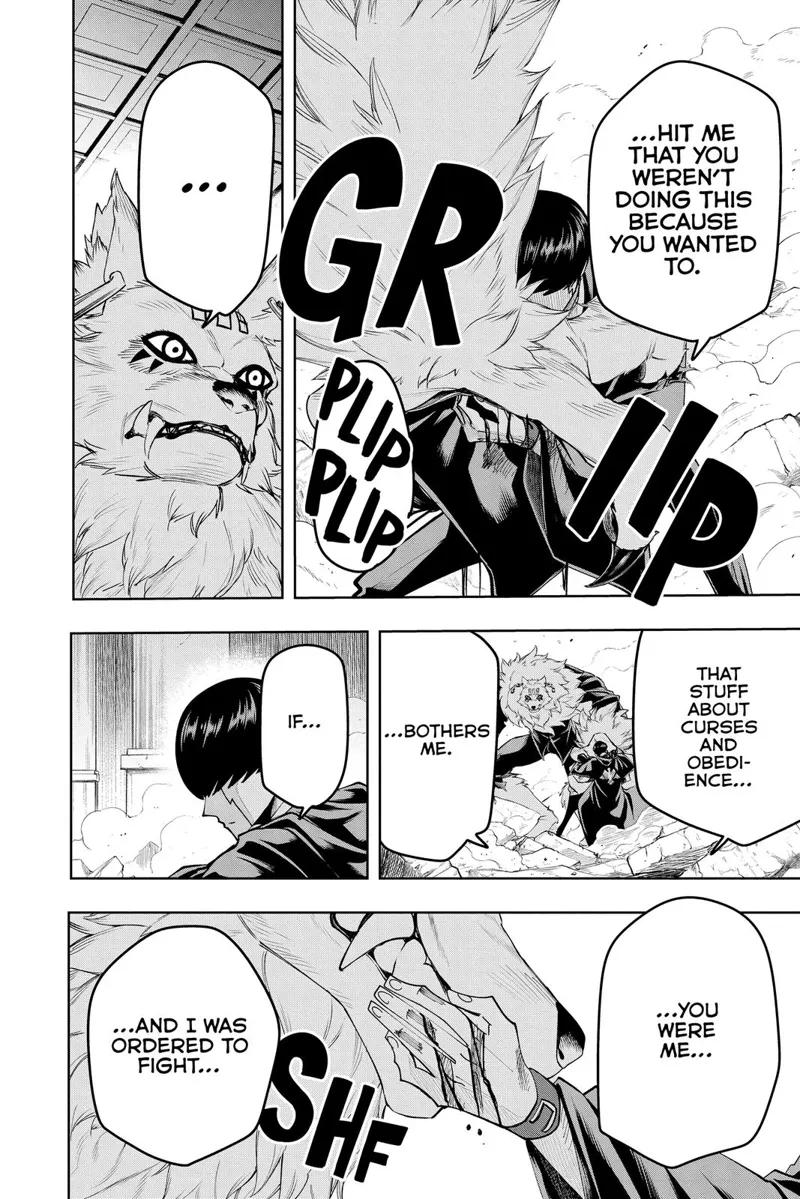 ...HIT ME
THAT YOU
WEREN'T
DOING THIS
BECAUSE
YOU WANTED
TO.
GR
IIP
PLIP
PLIP
...
THAT
STUFF
ABOUT
CURSES
AND
OBEDI-
ENCE...
...BOTHERS
ME.
IF...
...YOU
WERE
ME...
...AND I WAS
ORDERED TO
FIGHT...
SHF